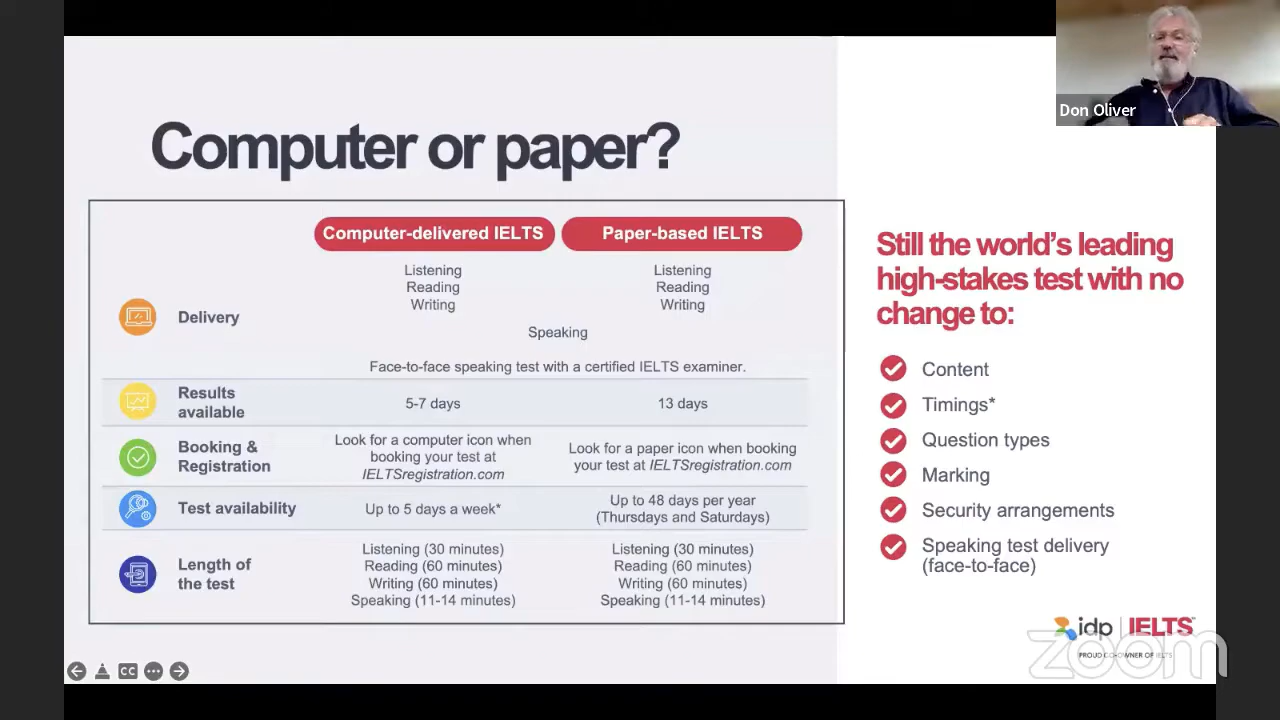 Don Oliver
Computer or paper?
Computer-delivered IELTS
Paper-based IELTS
Delivery
Listening
Reading
Writing
Listening
Reading
Writing
Speaking
Face-to-face speaking test with a certified IELTS examiner.
Results
available
5-7 days
13 days
Booking &
Registration
Look for a computer icon when
booking your test at
IELTSregistration.com
Look for a paper icon when booking
your test at IELTSregistration.com
Test availability
Up to 5 days a week*
Up to 48 days per year
(Thursdays and Saturdays)
Length of
the test
Listening (30 minutes)
Reading (60 minutes)
Writing (60 minutes)
Speaking (11-14 minutes)
Listening (30 minutes)
Reading (60 minutes)
Writing (60 minutes)
Speaking (11-14 minutes)
Still the world's leading
high-stakes test with no
change to:
Content
Timings*
Question types
Marking
Security arrangements
Speaking test delivery
(face-to-face)
idp | IELTS™
PROUD CO-OWNER OF IELTS
zoom
CC